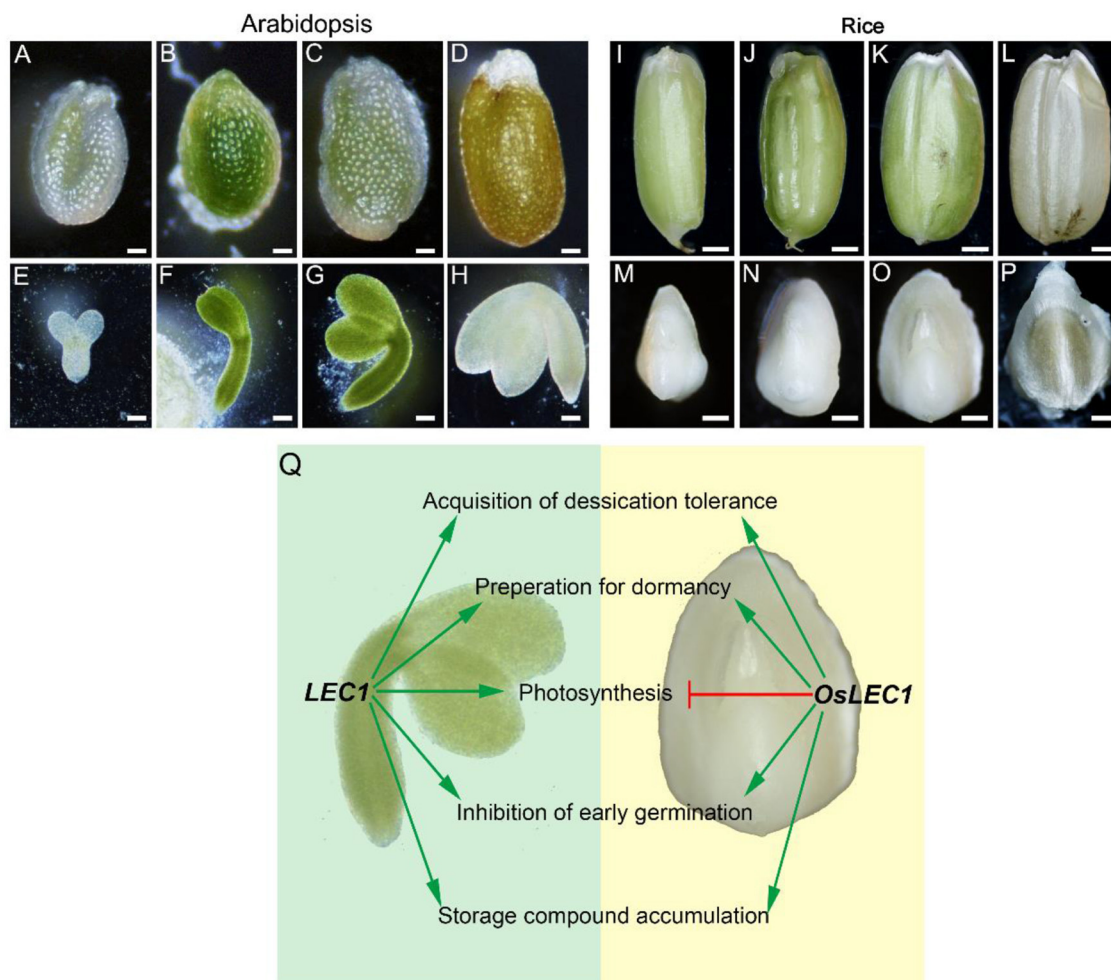 Arabidopsis
Rice
A B C D I J K L
E F G H M N O P
Q
Acquisition of dessication tolerance
Preperation for dormancy
LEC1 Photosynthesis OsLEC1
Inhibition of early germination
Storage compound accumulation